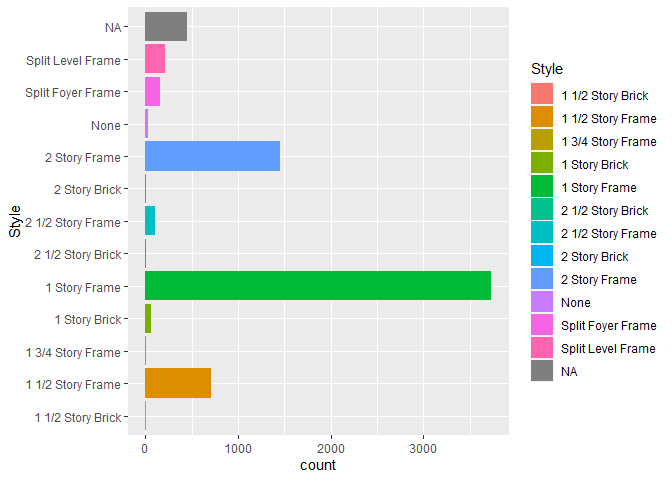 NA
Split Level Frame
Split Foyer Frame
None
2 Story Frame
2 Story Brick
2 1/2 Story Frame
2 1/2 Story Brick
1 Story Frame
1 Story Brick
1 3/4 Story Frame
1 1/2 Story Frame
1 1/2 Story Brick
Style
0 1000 2000 3000
count
Style
1 1/2 Story Brick
1 1/2 Story Frame
1 3/4 Story Frame
1 Story Brick
1 Story Frame
2 1/2 Story Brick
2 1/2 Story Frame
2 Story Brick
2 Story Frame
None
Split Foyer Frame
Split Level Frame
NA